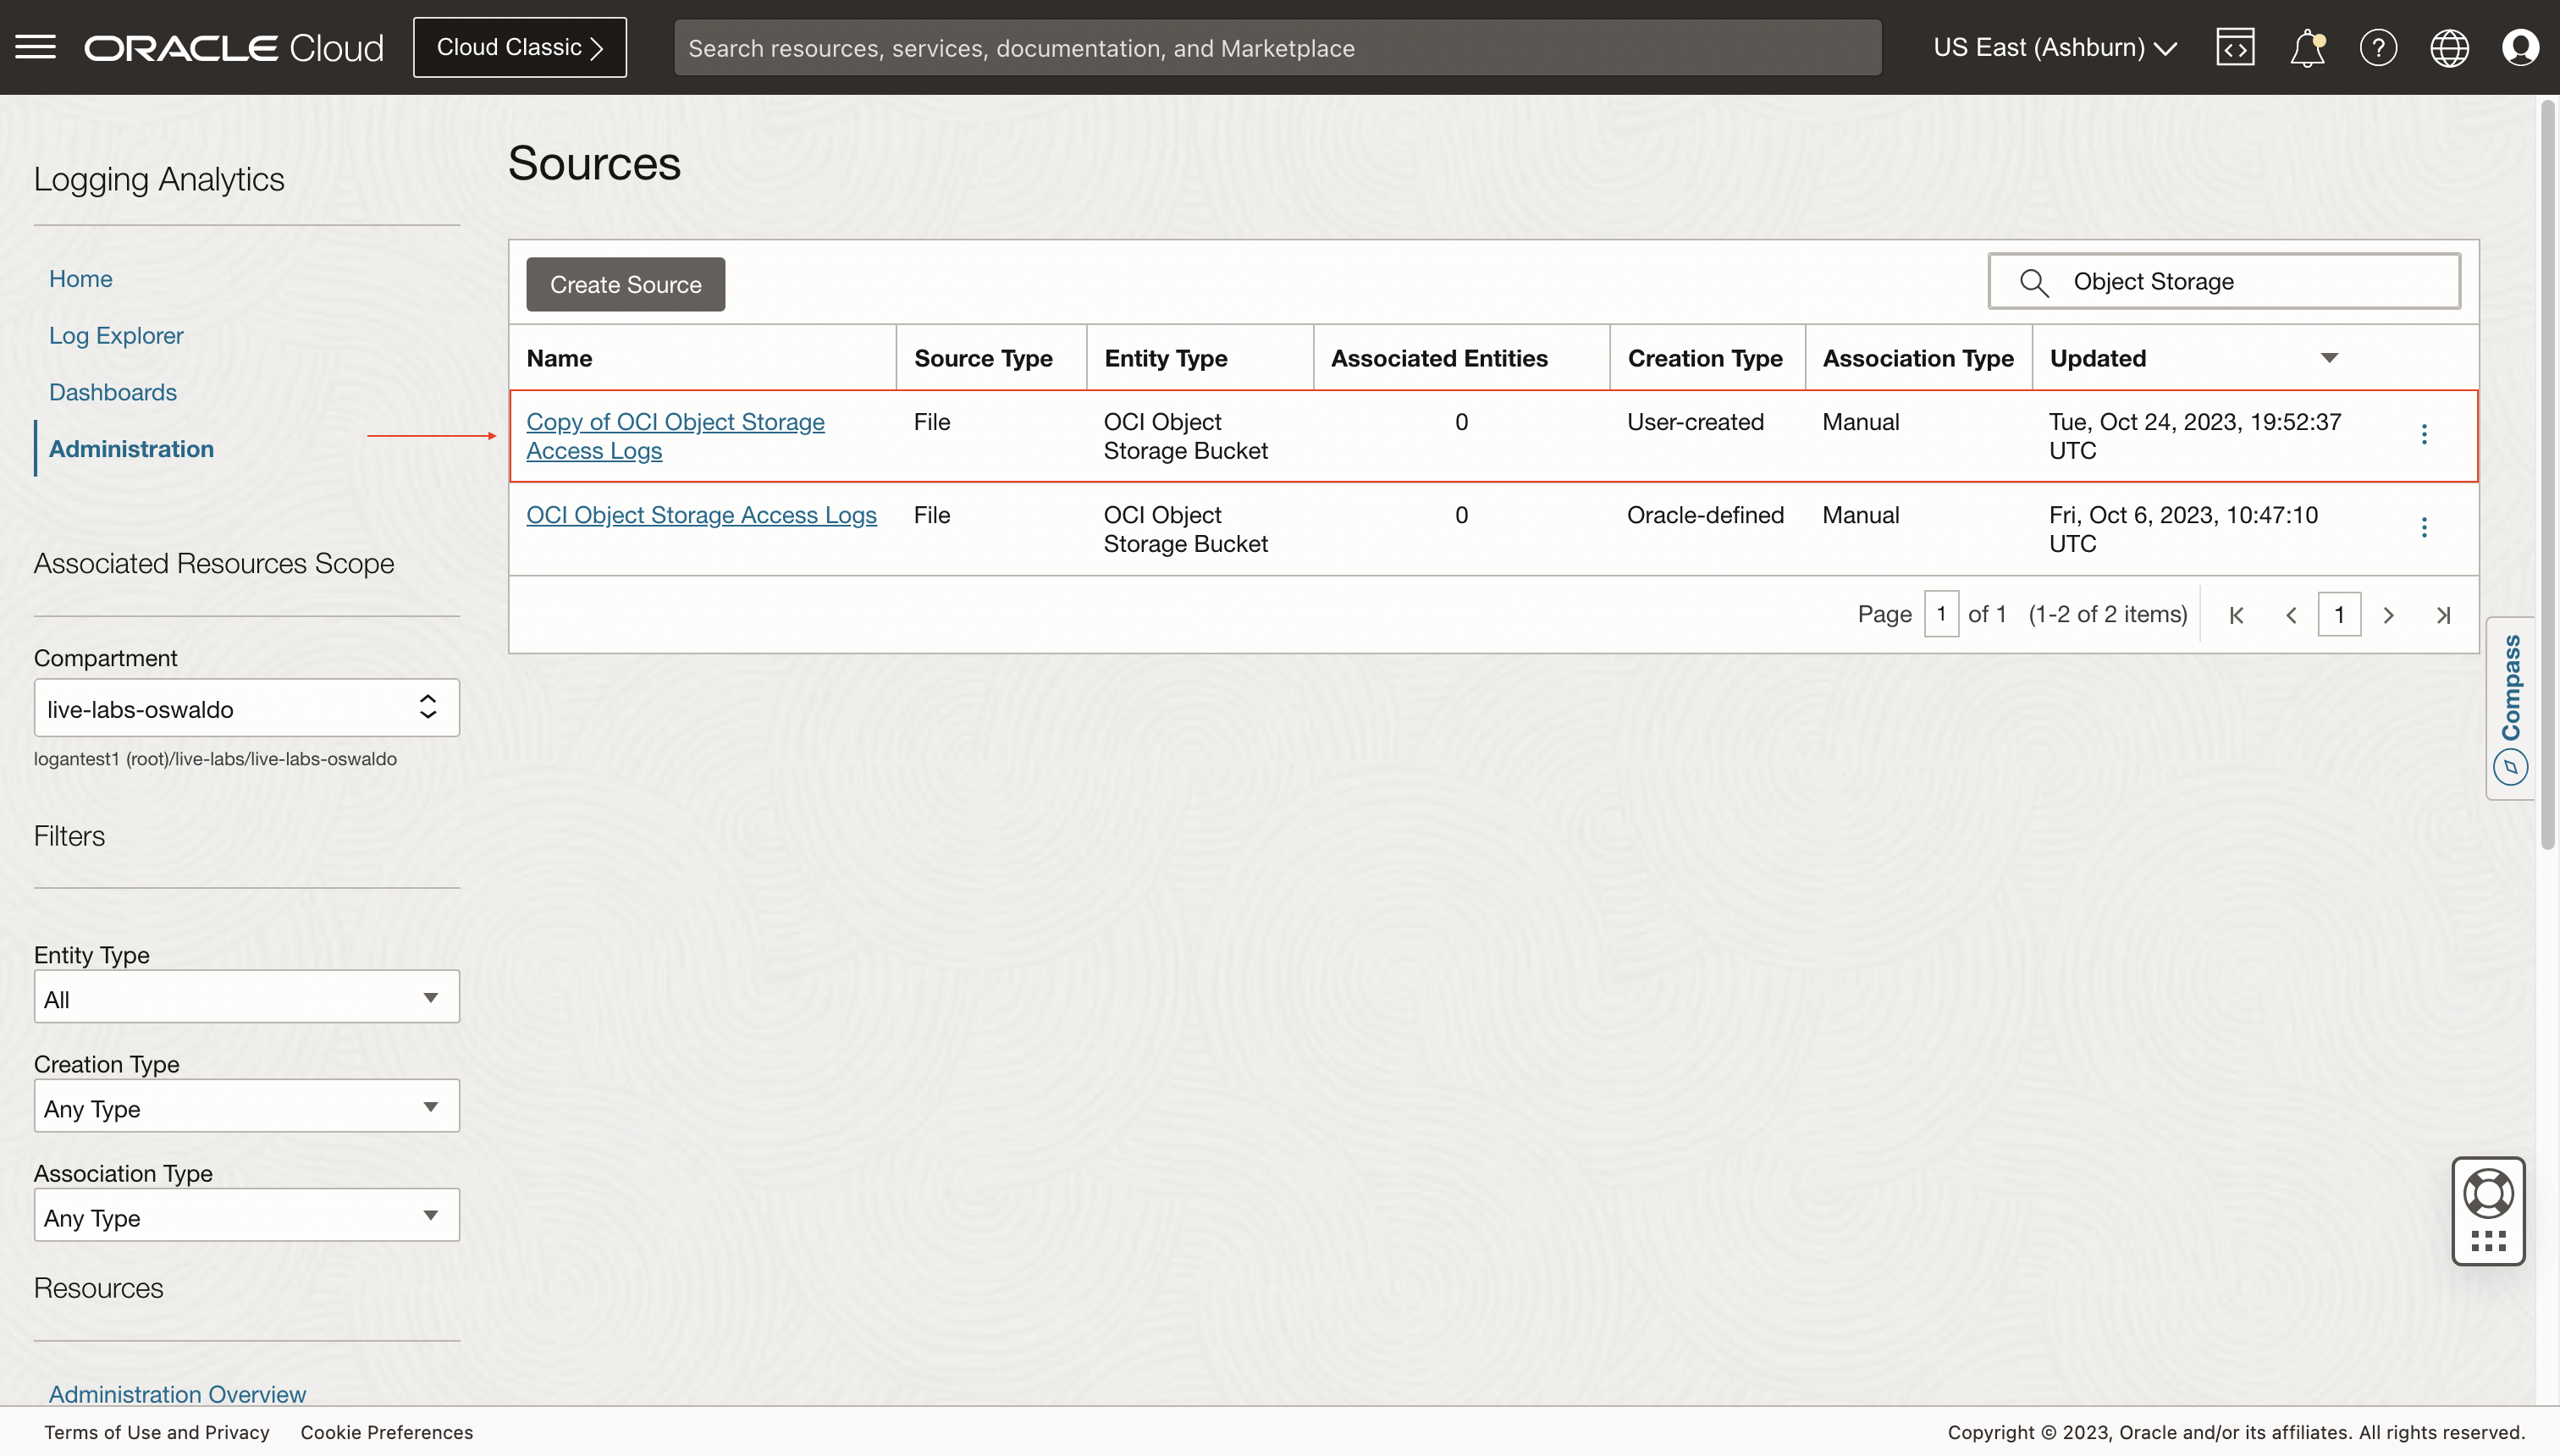 ORACLE Cloud
Cloud Classic
Search resources, services, documentation, and Marketplace
US East (Ashburn)
Logging Analytics
Home
Log Explorer
Dashboards
Administration
Associated Resources Scope
Compartment
live-labs-oswaldo
logantest1 (root)/live-labs/live-labs-oswaldo
Filters
Entity Type
All
Creation Type
Any Type
Association Type
Any Type
Resources
Administration Overview
Sources
Create Source
Object Storage
Name Source Type Entity Type Associated Entities Creation Type Association Type Updated
Copy of OCI Object Storage File OCI Object 0 User-created Manual Tue, Oct 24, 2023, 19:52:37
Access Logs Storage Bucket UTC
OCI Object Storage Access Logs File OCI Object 0 Oracle-defined Manual Fri, Oct 6, 2023, 10:47:10
Storage Bucket UTC
Page 1 of 1 (1-2 of 2 items) 1
Compass
Terms of Use and Privacy Cookie Preferences
Copyright © 2023, Oracle and/or its affiliates. All rights reserved.